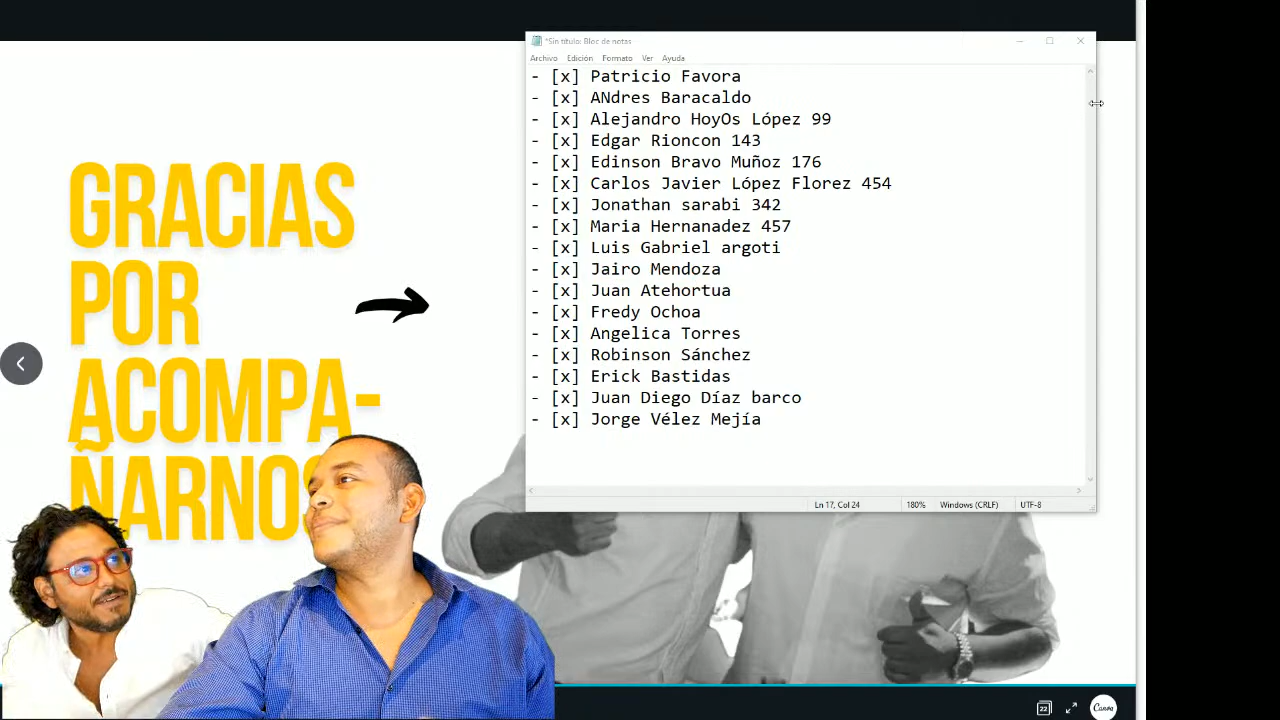 *Sin título: Bloc de notas
Archivo Edición Formato Ver Ayuda
- [x] Patricio Favora
- [x] ANdres Baracaldo
- [x] Alejandro HoyOs López 99
- [x] Edgar Rioncon 143
- [x] Edinson Bravo Muñoz 176
- [x] Carlos Javier López Florez 454
- [x] Jonathan sarabi 342
- [x] Maria Hernanadez 457
- [x] Luis Gabriel argoti
- [x] Jairo Mendoza
- [x] Juan Atehortua
- [x] Fredy Ochoa
- [x] Angelica Torres
- [x] Robinson Sánchez
- [x] Erick Bastidas
- [x] Juan Diego Díaz barco
- [x] Jorge Vélez Mejía
Ln 17, Col 24 180% Windows (CRLF) UTF-8
GRACIAS
POR
ACOMPA-
ÑARNOS
22 Canva